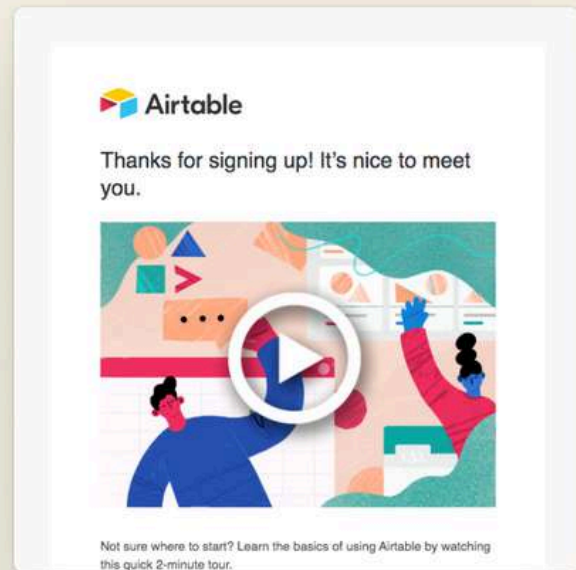 Airtable
Thanks for signing up! It's nice to meet
you.
Not sure where to start? Learn the basics of using Airtable by watching
this quick 2-minute tour.